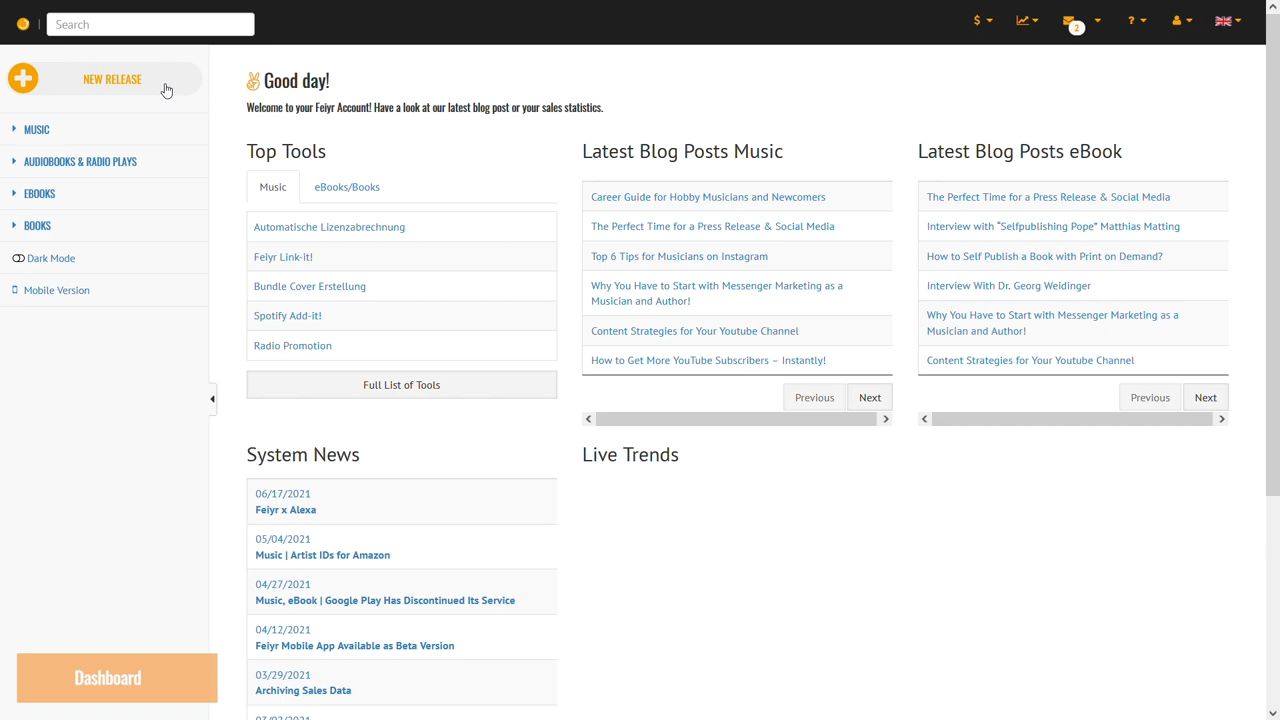 Search
$
2
?
NEW RELEASE
MUSIC
AUDIOBOOKS & RADIO PLAYS
EBOOKS
BOOKS
Dark Mode
Mobile Version
Dashboard
Good day!
Welcome to your Feiyr Account! Have a look at our latest blog post or your sales statistics.
Top Tools
Music
eBooks/Books
Automatische Lizenzabrechnung
Feiyr Link-it!
Bundle Cover Erstellung
Spotify Add-it!
Radio Promotion
Full List of Tools
Latest Blog Posts Music
Career Guide for Hobby Musicians and Newcomers
The Perfect Time for a Press Release & Social Media
Top 6 Tips for Musicians on Instagram
Why You Have to Start with Messenger Marketing as a
Musician and Author!
Content Strategies for Your Youtube Channel
How to Get More YouTube Subscribers – Instantly!
Previous
Next
Latest Blog Posts eBook
The Perfect Time for a Press Release & Social Media
Interview with “Selfpublishing Pope” Matthias Matting
How to Self Publish a Book with Print on Demand?
Interview With Dr. Georg Weidinger
Why You Have to Start with Messenger Marketing as a
Musician and Author!
Content Strategies for Your Youtube Channel
Previous
Next
System News
06/17/2021
Feiyr x Alexa
05/04/2021
Music | Artist IDs for Amazon
04/27/2021
Music, eBook | Google Play Has Discontinued Its Service
04/12/2021
Feiyr Mobile App Available as Beta Version
03/29/2021
Archiving Sales Data
Live Trends